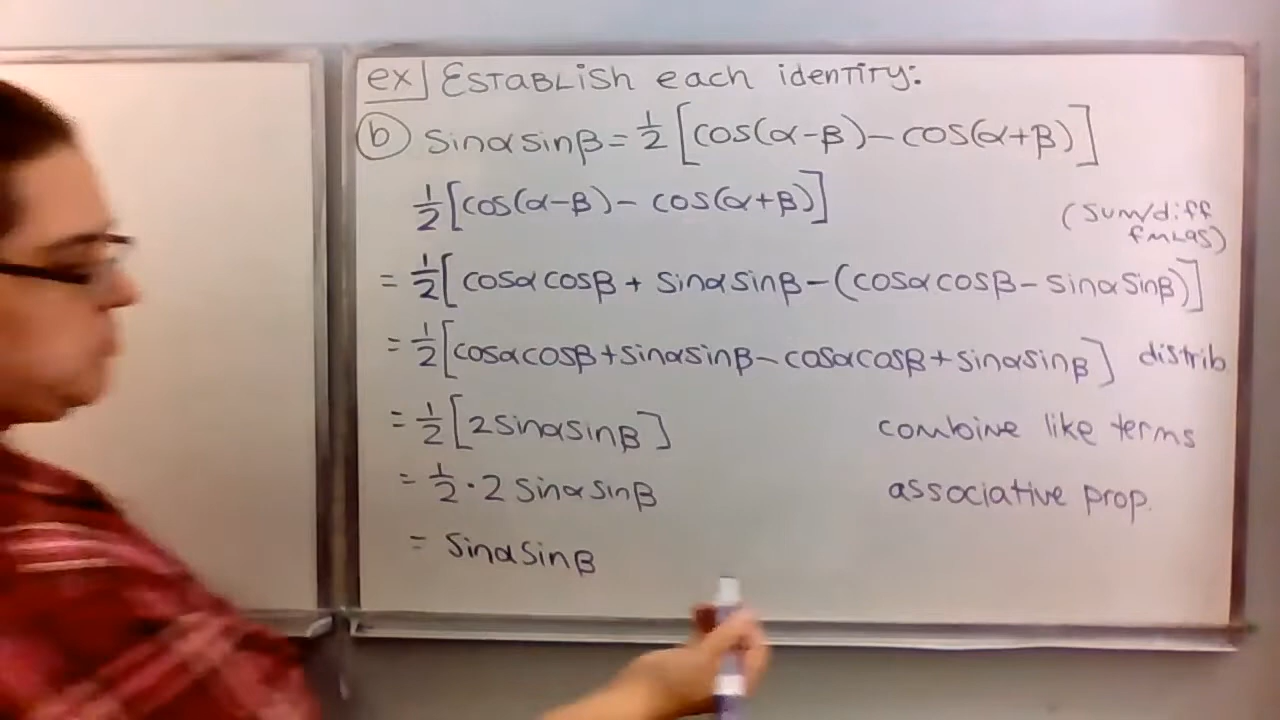 ex] Establish each identity:
(b) sinα sinβ = 1/2 [cos(α-β) - cos(α+β)]
1/2 [cos(α-β) - cos(α+β)]
(sum/diff fmlas)
= 1/2 [cosα cosβ + sinα sinβ - (cosα cosβ - sinα sinβ)]
= 1/2 [cosα cosβ + sinα sinβ - cosα cosβ + sinα sinβ] distrib
= 1/2 [2 sinα sinβ] combine like terms
= 1/2 · 2 sinα sinβ associative prop.
= sinα sinβ